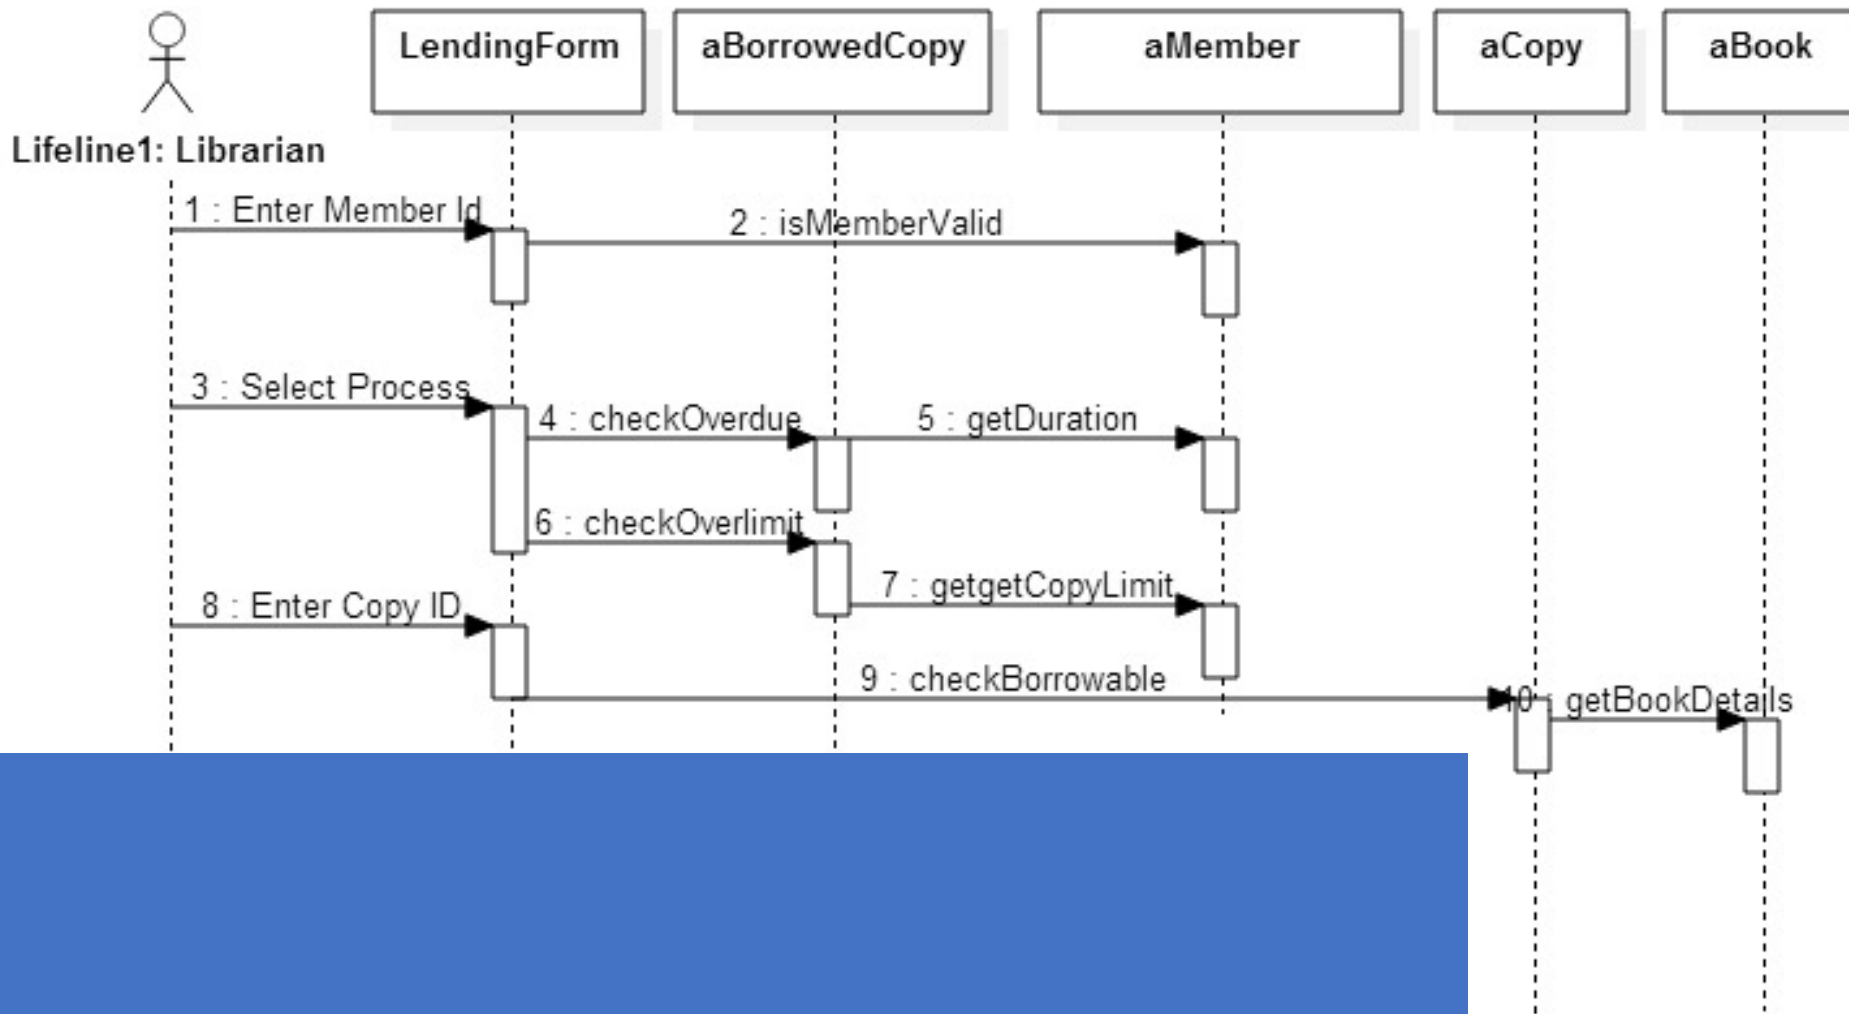 LendingForm
aBorrowedCopy
aMember
aCopy
aBook
Lifeline1: Librarian
1 : Enter Member Id
2 : isMemberValid
3 : Select Process
4 : checkOverdue
5 : getDuration
6 : checkOverlimit
7 : getgetCopyLimit
8 : Enter Copy ID
9 : checkBorrowable
10 : getBookDetails